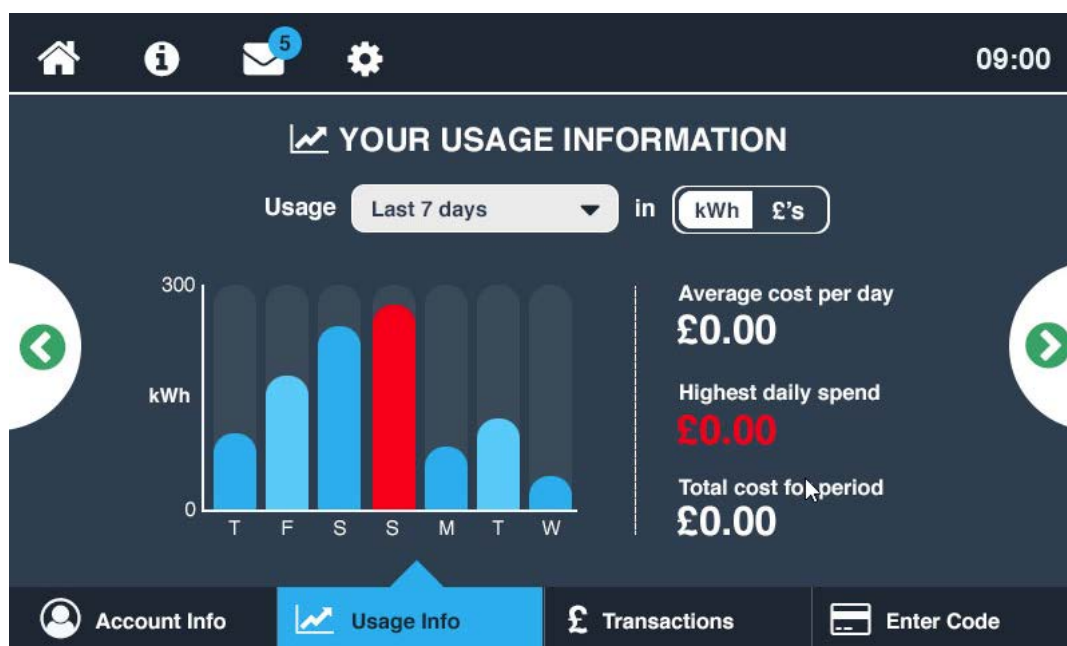 5
09:00
YOUR USAGE INFORMATION
Usage Last 7 days in kWh £'s
300
kWh
0
T F S S M T W
Average cost per day
£0.00
Highest daily spend
£0.00
Total cost for period
£0.00
Account Info
Usage Info
£ Transactions
Enter Code